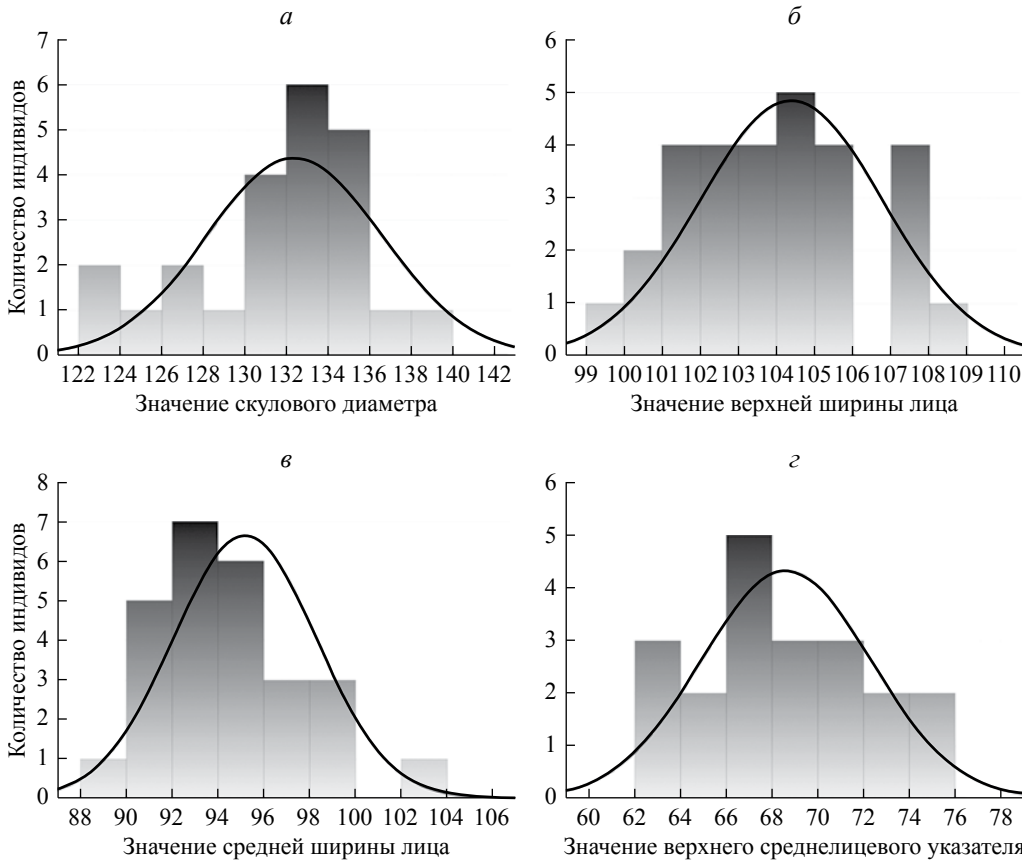 а
Количество индивидов
7
6
5
4
3
2
1
0
122 124 126 128 130 132 134 136 138 140 142
Значение скулового диаметра
б
6
5
4
3
2
1
0
99 100 101 102 103 104 105 106 107 108 109 110
Значение верхней ширины лица
в
Количество индивидов
8
7
6
5
4
3
2
1
0
88 90 92 94 96 98 100 102 104 106
Значение средней ширины лица
г
6
5
4
3
2
1
0
60 62 64 66 68 70 72 74 76 78
Значение верхнего среднелицевого указателя